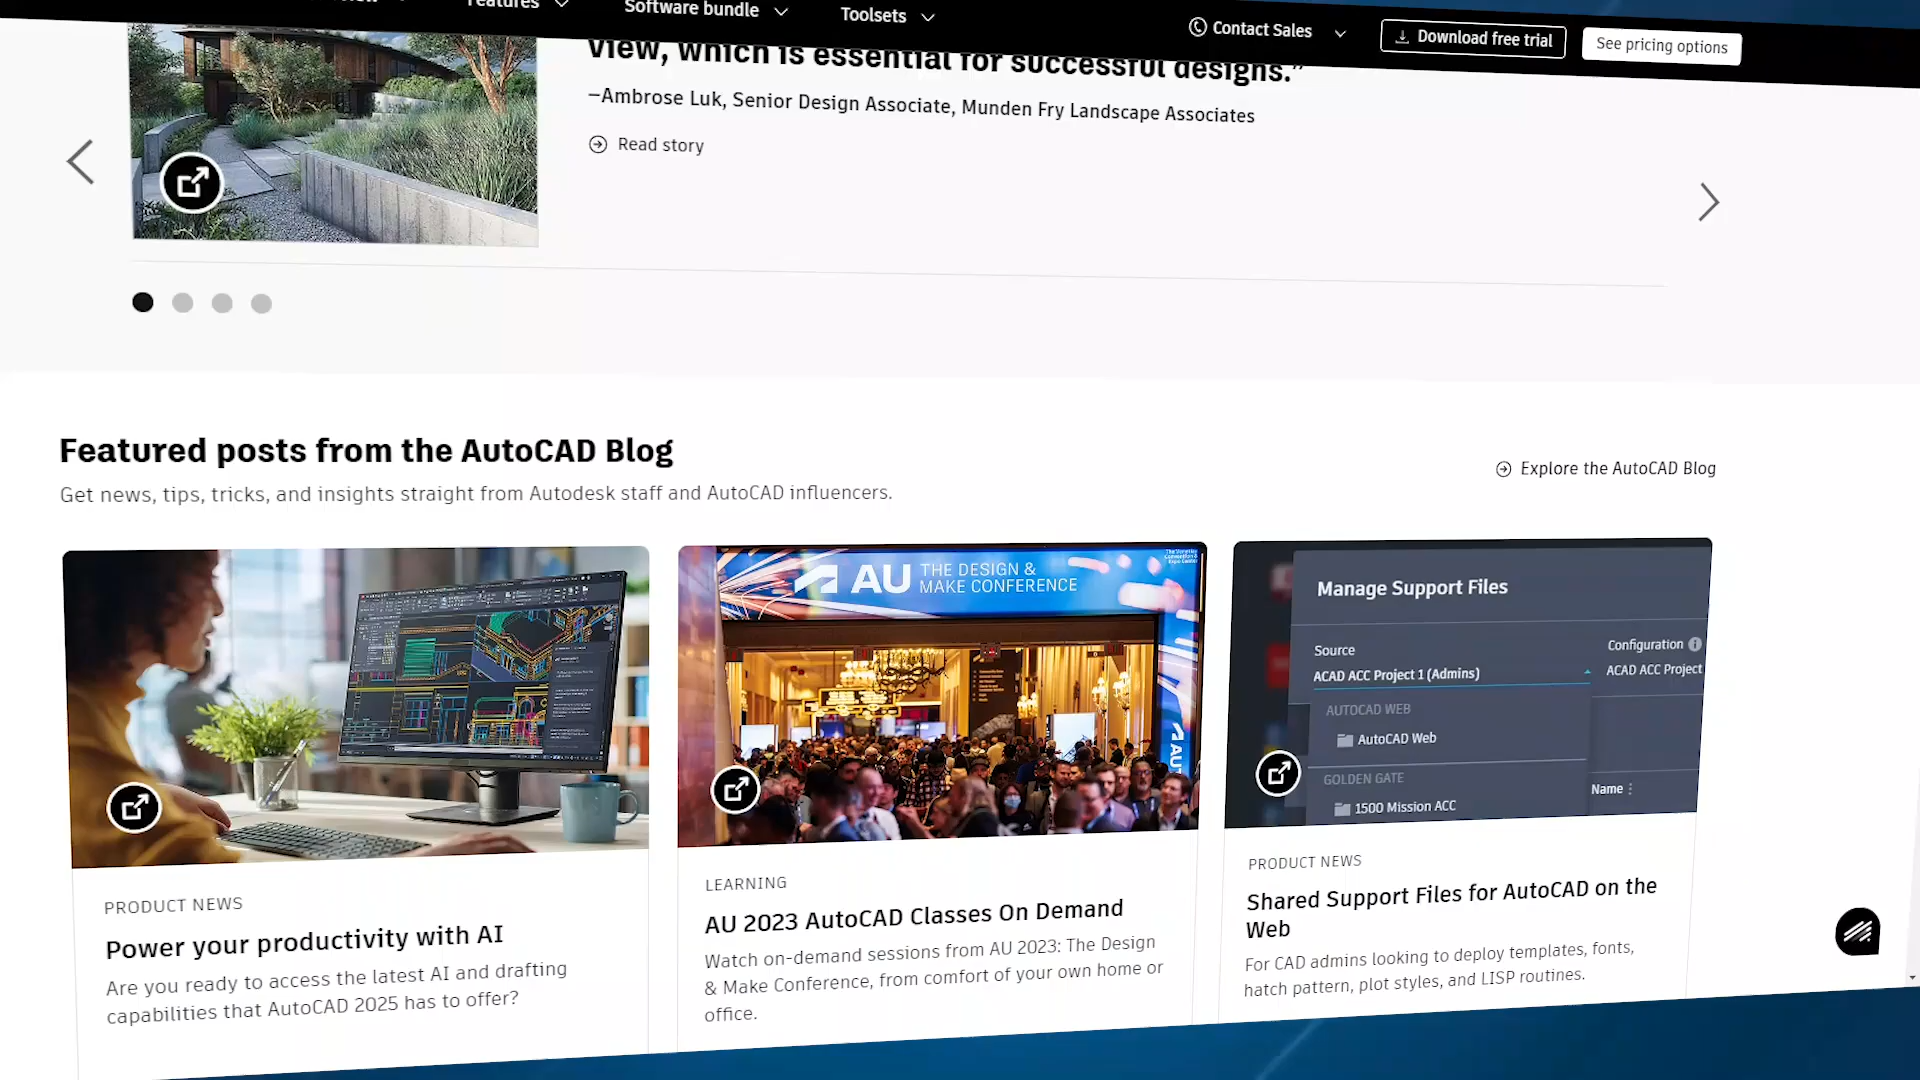 Features
Software bundle
Toolsets
Contact Sales
Download free trial
See pricing options
view, which is essential for successful designs.”
—Ambrose Luk, Senior Design Associate, Munden Fry Landscape Associates
Read story
Featured posts from the AutoCAD Blog
Get news, tips, tricks, and insights straight from Autodesk staff and AutoCAD influencers.
Explore the AutoCAD Blog
AU THE DESIGN &
MAKE CONFERENCE
AU
Manage Support Files
Source
Configuration
ACAD ACC Project 1 (Admins)
ACAD ACC Project
AUTOCAD WEB
AutoCAD Web
GOLDEN GATE
Name
1500 Mission ACC
PRODUCT NEWS
Power your productivity with AI
Are you ready to access the latest AI and drafting
capabilities that AutoCAD 2025 has to offer?
LEARNING
AU 2023 AutoCAD Classes On Demand
Watch on-demand sessions from AU 2023: The Design
& Make Conference, from comfort of your own home or
office.
PRODUCT NEWS
Shared Support Files for AutoCAD on the
Web
For CAD admins looking to deploy templates, fonts,
hatch pattern, plot styles, and LISP routines.